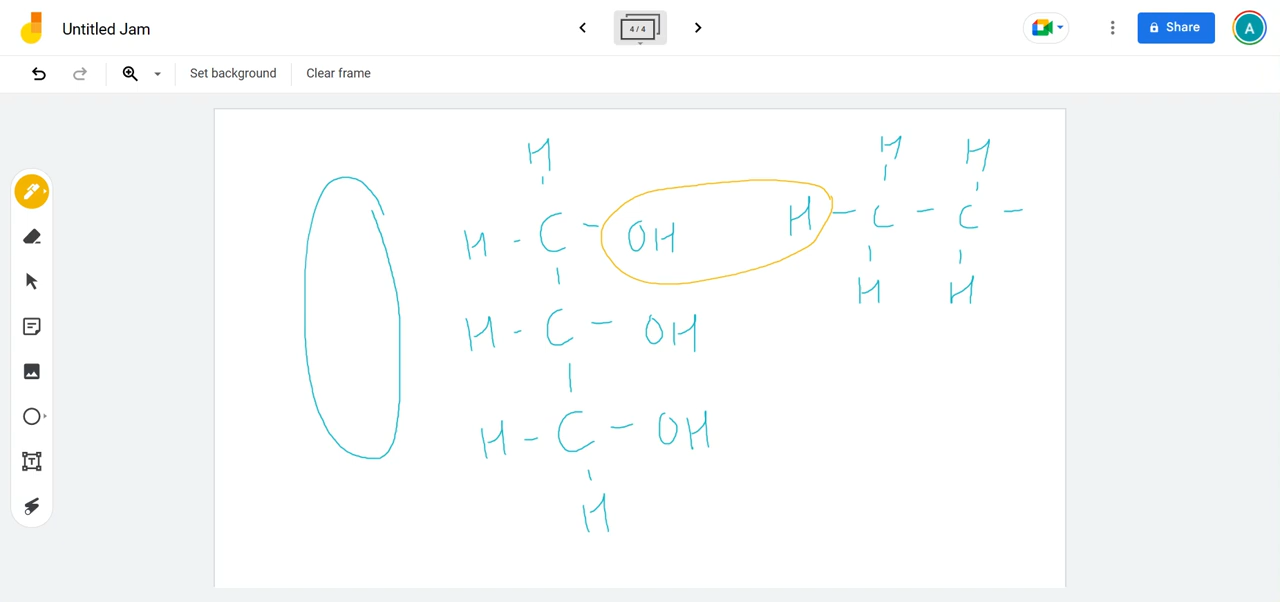 Untitled Jam
4 / 4
Share
A
Set background
Clear frame
H
H
H
H - C - OH
H - C - C -
H
H
H - C - OH
H - C - OH
H